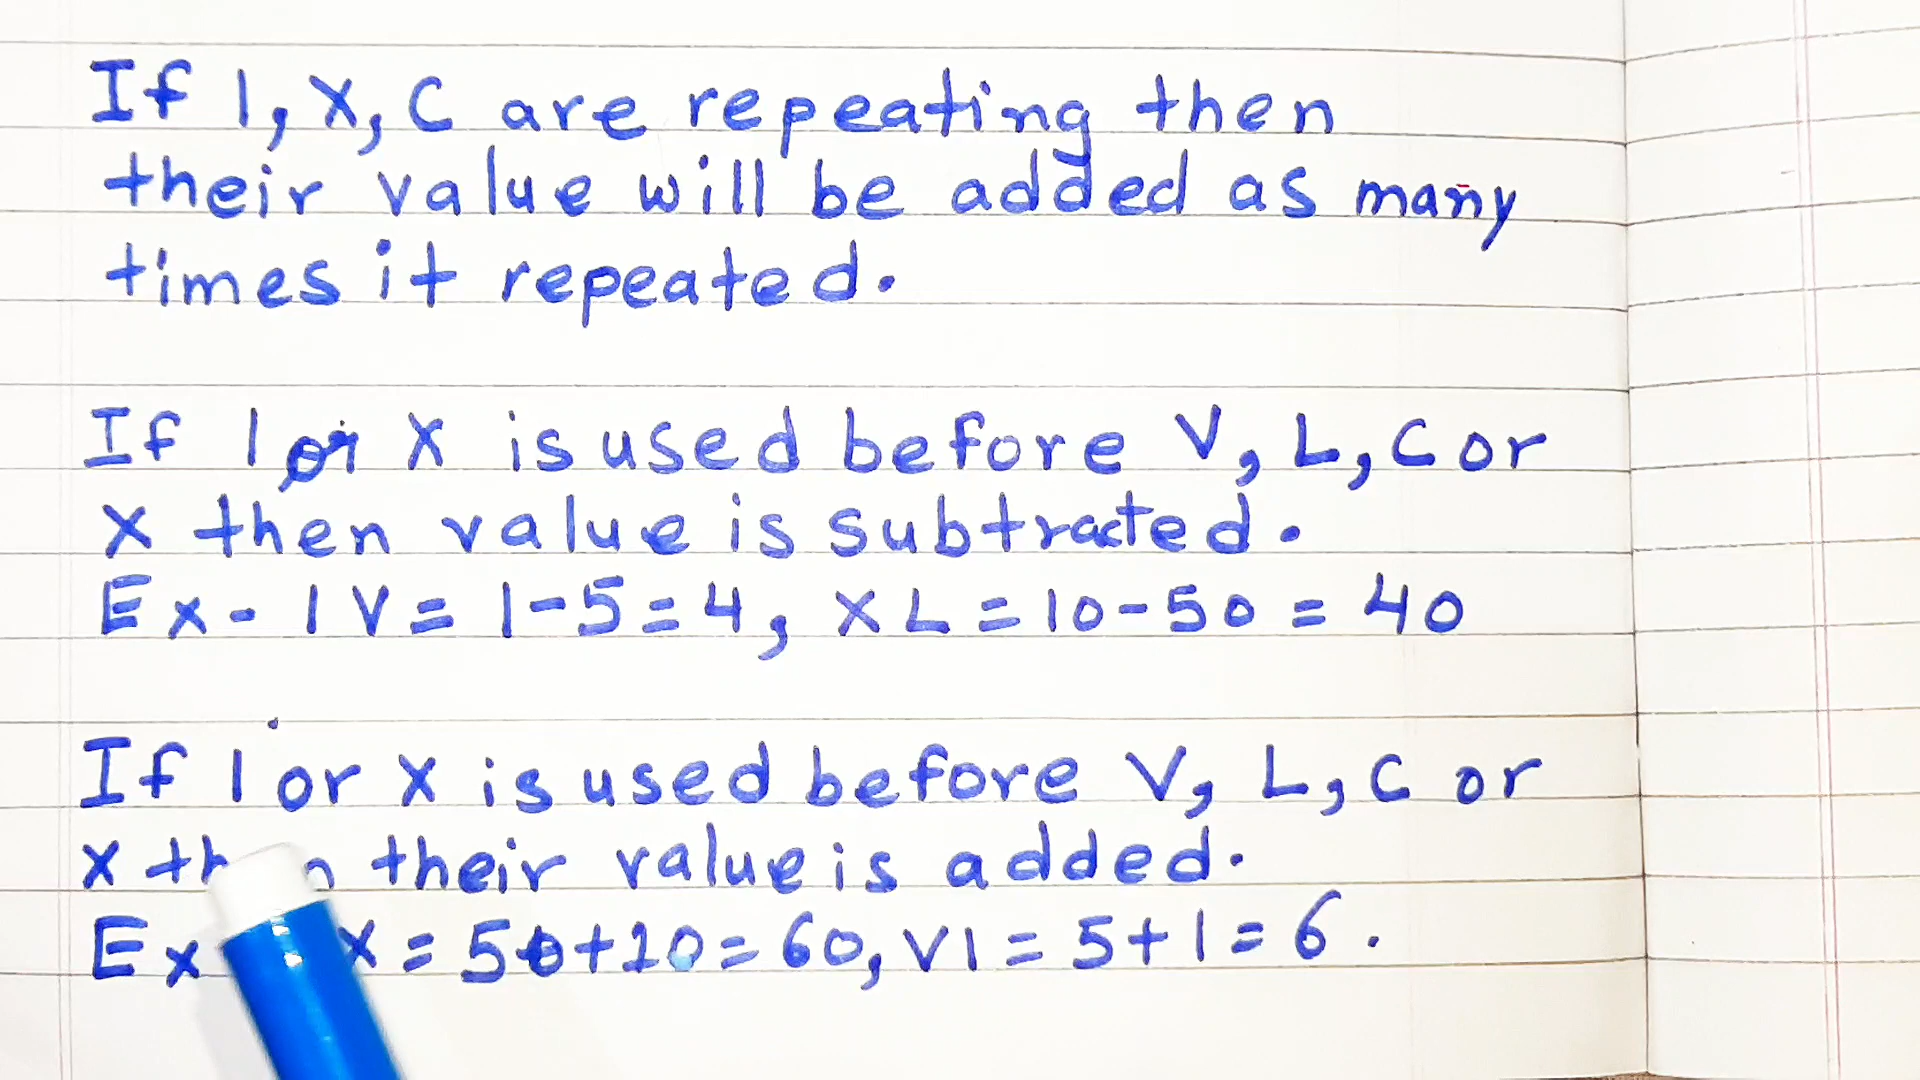 If I, X, C are repeating then
their value will be added as many
times it repeated.
If I or X is used before V, L, C or
X then value is subtracted.
Ex- IV = 1-5=4, XL = 10-50 = 40
If I or X is used before V, L, C or
X their value is added.
Ex X = 50+10=60, VI = 5+1=6.